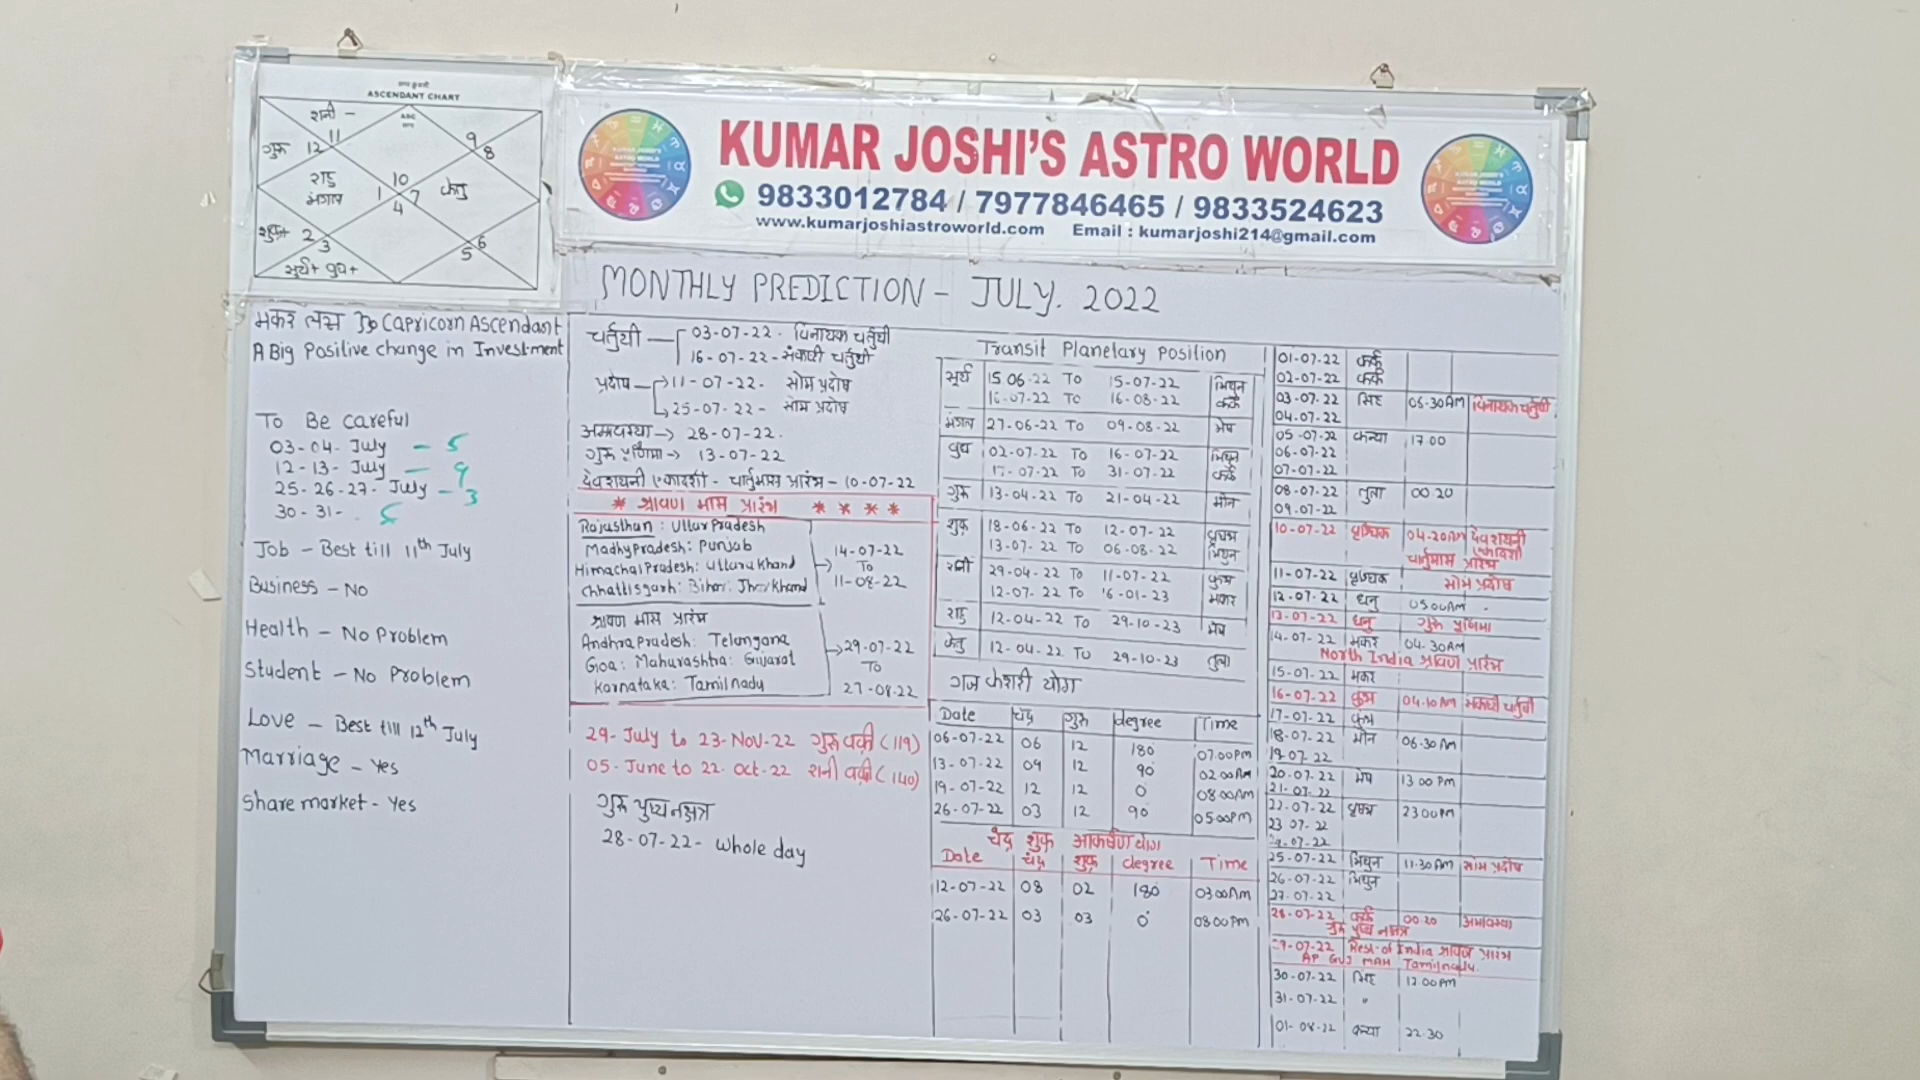 ASCENDANT CHART
ASC
शनी -
11
गुरू 12
9
8
राहु
मंगल
10
1 7
4
केतु
शुक्र+ 2
3
सूर्य+ बुध+
6
5
KUMAR JOSHI'S ASTRO WORLD
9833012784 / 7977846465 / 9833524623
www.kumarjoshiastroworld.com Email : kumarjoshi214@gmail.com
MONTHLY PREDICTION - JULY. 2022
मकर लग्न Capricorn Ascendant
A Big Positive change in Investment
To Be careful
03-04- July - 5
12-13- July - 9
25-26-27- July - 3
30-31-
Job - Best till 11th July
Business - No
Health - No Problem
Student - No Problem
Love - Best till 12th July
Marriage - Yes
Share market - Yes
चर्तुथी - 03-07-22- विनायक चर्तुथी
16-07-22- संकष्टी चर्तुथी
प्रदोष - 11-07-22- सोम प्रदोष
25-07-22- सोम प्रदोष
अमावस्या → 28-07-22.
गुरू पूर्णिमा → 13-07-22
देवशयनी एकादशी - चार्तुमास प्रारंभ - 10-07-22
* श्रावण मास प्रारंभ * * * *
Rajasthan : UttarPradesh
MadhyPradesh: Punjab
HimachalPradesh: UttaraKhand
Chhattisgarh: Bihar: Jharkhand
14-07-22
To
11-08-22
श्रावण मास प्रारंभ
AndhraPradesh: Telangana
Goa: Maharashtra: Gujarat
Karnataka: Tamilnadu
29-07-22
To
27-08-22
29- July to 23-Nov-22 गुरू वक्री (119)
05- June to 22. Oct-22 शनी वक्री (140)
गुरू पुष्य नक्षत्र
28-07-22- whole day
Transit Planetary Position
सूर्य 15.06-22 To 15-07-22 मिथुन
16-07-22 To 16-08-22 कर्क
मंगल 27-06-22 To 09-08-22 मेष
बुध 02-07-22 To 16-07-22 मिथुन
17-07-22 To 31-07-22 कर्क
गुरू 13-04-22 To 21-04-22 मीन
शुक्र 18-06-22 To 12-07-22 वृषभ
13-07-22 To 06-08-22 मिथुन
शनी 29-04-22 To 11-07-22 कुंभ
12-07-22 To 16-01-23 मकर
राहु 12-04-22 To 29-10-23 मेष
केतु 12-04-22 To 29-10-23 तुला
गज केशरी योग
Date चंद्र गुरू degree Time
06-07-22 06 12 180 07.00pm
13-07-22 09 12 90 02.00Am
19-07-22 12 12 0 08.00Am
26-07-22 03 12 90 05.00pm
चंद्र शुक्र आकर्षण योग
Date चंद्र शुक्र degree Time
12-07-22 08 02 180 03.00Am
26-07-22 03 03 0 08.00pm
01-07-22 कर्क
02-07-22 कर्क
03-07-22 सिंह 05.30AM विनायक चर्तुथी
04-07-22
05-07-22 कन्या 17.00
06-07-22
07-07-22
08-07-22 तुला 00.20
09-07-22
10-07-22 वृश्चिक 04-20AM देवशयनी एकादशी
चार्तुमास प्रारंभ
11-07-22 वृश्चिक सोम प्रदोष
12-07-22 धनु 05.00AM
13-07-22 धनु गुरू पूर्णिमा
14-07-22 मकर 04.30AM
North India श्रावण प्रारंभ
15-07-22 मकर
16-07-22 कुंभ 04.10AM संकष्टी चर्तुथी
17-07-22 कुंभ
18-07-22 मीन 06.30AM
19-07-22
20-07-22 मेष 13.00 pm
21-07-22
22-07-22 वृषभ 23.00pm
23-07-22
25-07-22 मिथुन 11.30AM सोम प्रदोष
26-07-22 मिथुन
27-07-22
28-07-22 कर्क 00.20 अमावस्या
गुरू पुष्य नक्षत्र
29-07-22 Rest-of India श्रावण प्रारंभ
AP GUJ MAH Tamilnadu.
30-07-22 सिंह 12.00pm
31-07-22 "
01-08-22 कन्या 22.30